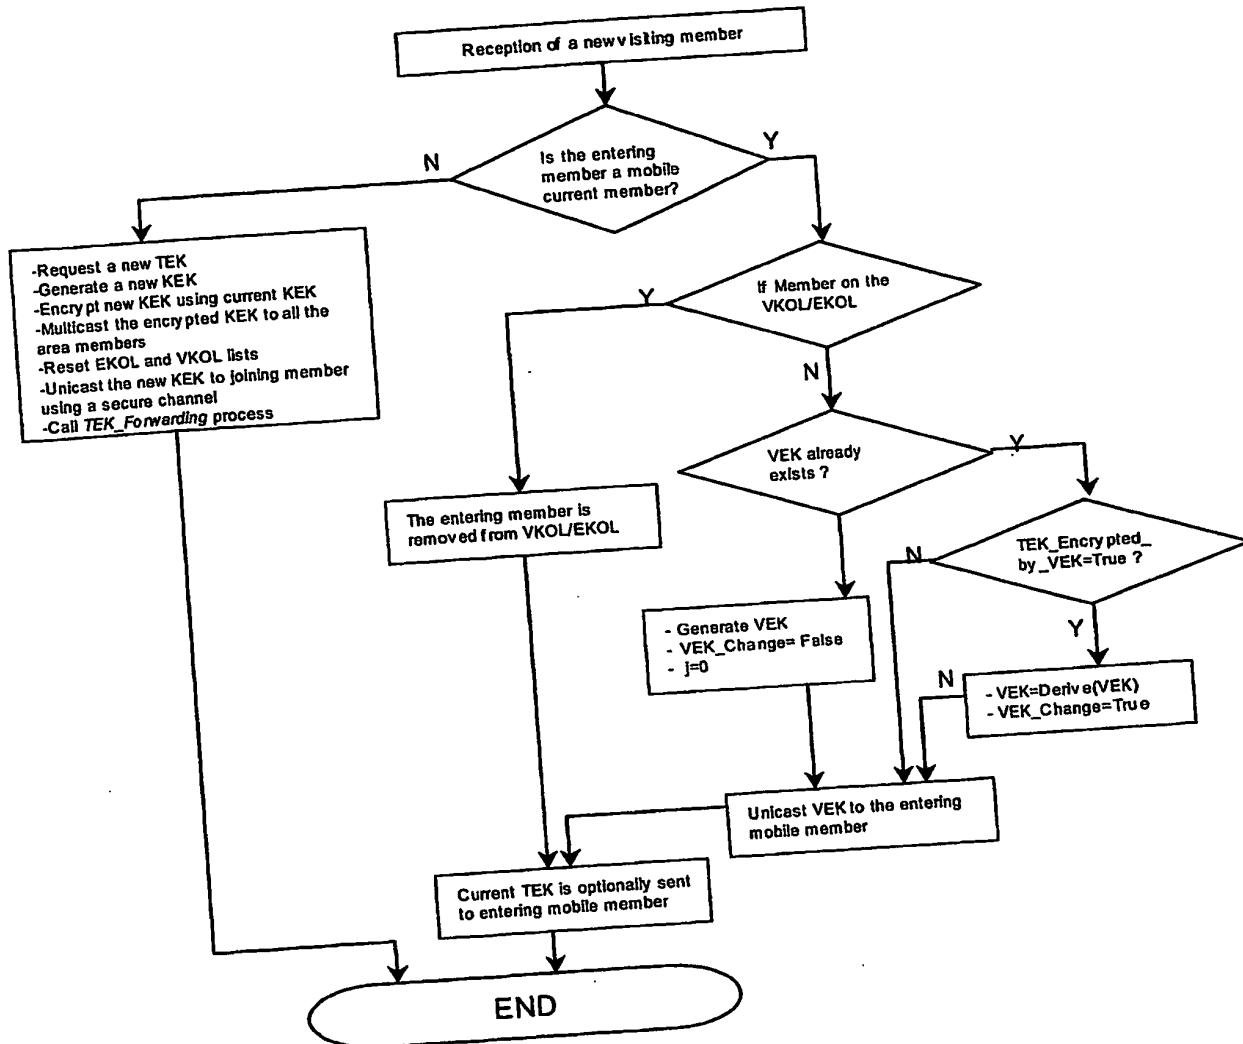 Reception of a new visiting member
N
Y
Is the entering
member a mobile
current member?
-Request a new TEK
-Generate a new KEK
-Encrypt new KEK using current KEK
-Multicast the encrypted KEK to all the
area members
-Reset EKOL and VKOL lists
-Unicast the new KEK to joining member
using a secure channel
-Call TEK_Forwarding process
Y
If Member on the
VKOL/EKOL
N
VEK already
exists ?
Y
The entering member is
removed from VKOL/EKOL
N
TEK_Encrypted_
by_VEK=True ?
Y
- Generate VEK
- VEK_Change= False
- j=0
N
- VEK=Derive(VEK)
- VEK_Change=True
Unicast VEK to the entering
mobile member
Current TEK is optionally sent
to entering mobile member
END